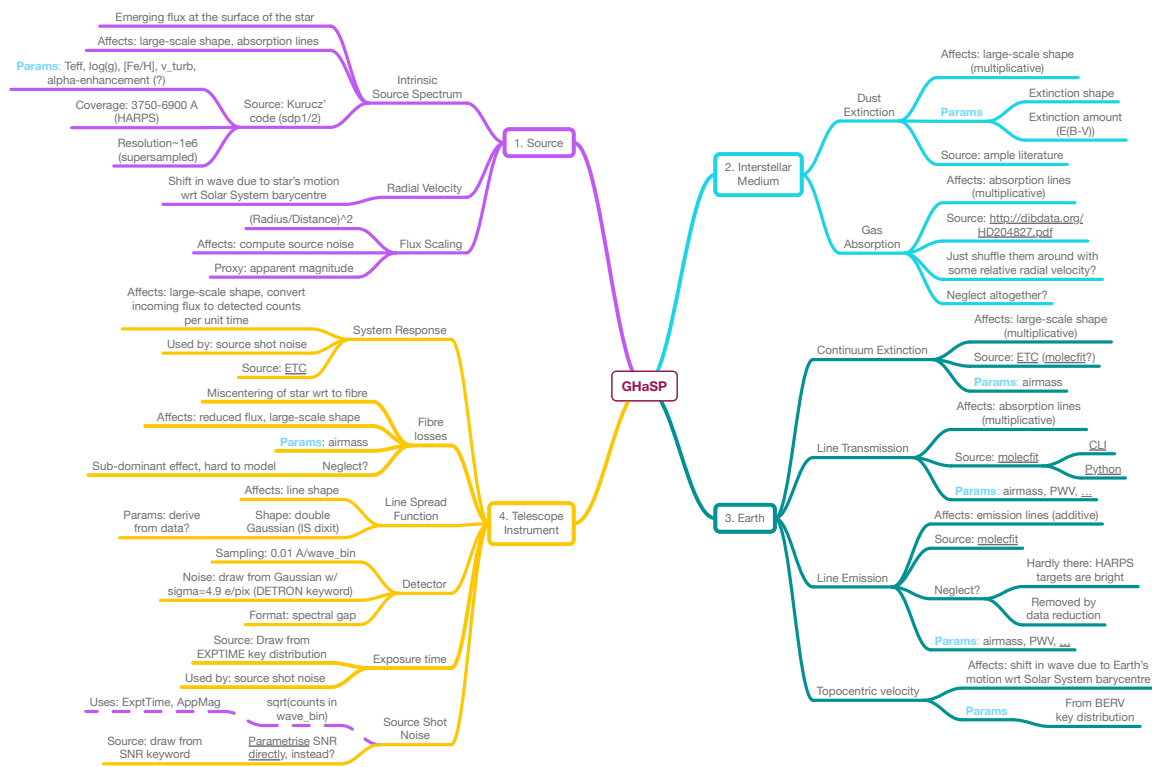 GHaSP
1. Source
Intrinsic
Source Spectrum
Emerging flux at the surface of the star
Affects: large-scale shape, absorption lines
Source: Kurucz'
code (sdp1/2)
Params: Teff, log(g), [Fe/H], v_turb,
alpha-enhancement (?)
Coverage: 3750-6900 A
(HARPS)
Resolution~1e6
(supersampled)
Radial Velocity
Shift in wave due to star's motion
wrt Solar System barycentre
Flux Scaling
(Radius/Distance)^2
Affects: compute source noise
Proxy: apparent magnitude
2. Interstellar
Medium
Dust
Extinction
Affects: large-scale shape
(multiplicative)
Params
Extinction shape
Extinction amount
(E(B-V))
Source: ample literature
Gas
Absorption
Affects: absorption lines
(multiplicative)
Source: http://dibdata.org/
HD204827.pdf
Just shuffle them around with
some relative radial velocity?
Neglect altogether?
3. Earth
Continuum Extinction
Affects: large-scale shape
(multiplicative)
Source: ETC (molecfit?)
Params: airmass
Line Transmission
Affects: absorption lines
(multiplicative)
Source: molecfit
CLI
Python
Params: airmass, PWV, ...
Line Emission
Affects: emission lines (additive)
Source: molecfit
Neglect?
Hardly there: HARPS
targets are bright
Removed by
data reduction
Params: airmass, PWV, ...
Topocentric velocity
Affects: shift in wave due to Earth's
motion wrt Solar System barycentre
Params
From BERV
key distribution
4. Telescope
Instrument
System Response
Affects: large-scale shape, convert
incoming flux to detected counts
per unit time
Used by: source shot noise
Source: ETC
Fibre
losses
Miscentering of star wrt to fibre
Affects: reduced flux, large-scale shape
Params: airmass
Neglect?
Sub-dominant effect, hard to model
Line Spread
Function
Affects: line shape
Shape: double
Gaussian (IS dixit)
Params: derive
from data?
Detector
Sampling: 0.01 A/wave_bin
Noise: draw from Gaussian w/
sigma=4.9 e/pix (DETRON keyword)
Format: spectral gap
Exposure time
Source: Draw from
EXPTIME key distribution
Used by: source shot noise
Source Shot
Noise
sqrt(counts in
wave_bin)
Uses: ExptTime, AppMag
Parametrise SNR
directly, instead?
Source: draw from
SNR keyword